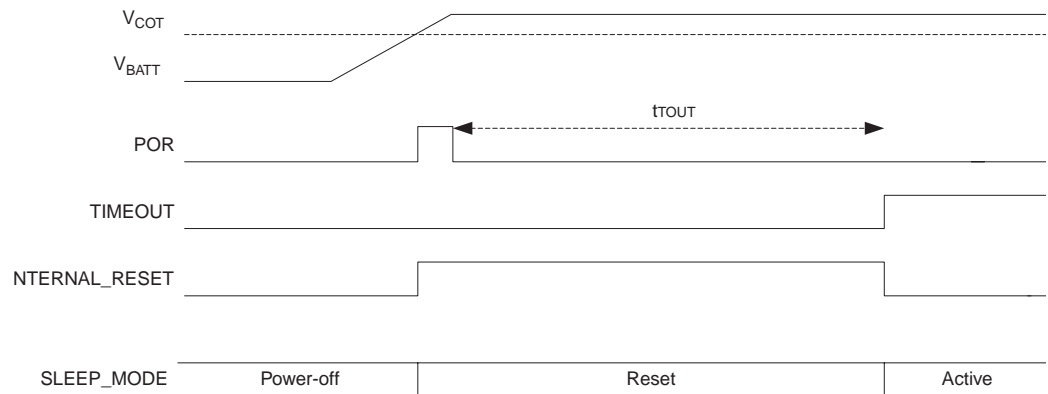 VCOT
VBATT
tTOUT
POR
TIMEOUT
NTERNAL_RESET
SLEEP_MODE Power-off Reset Active